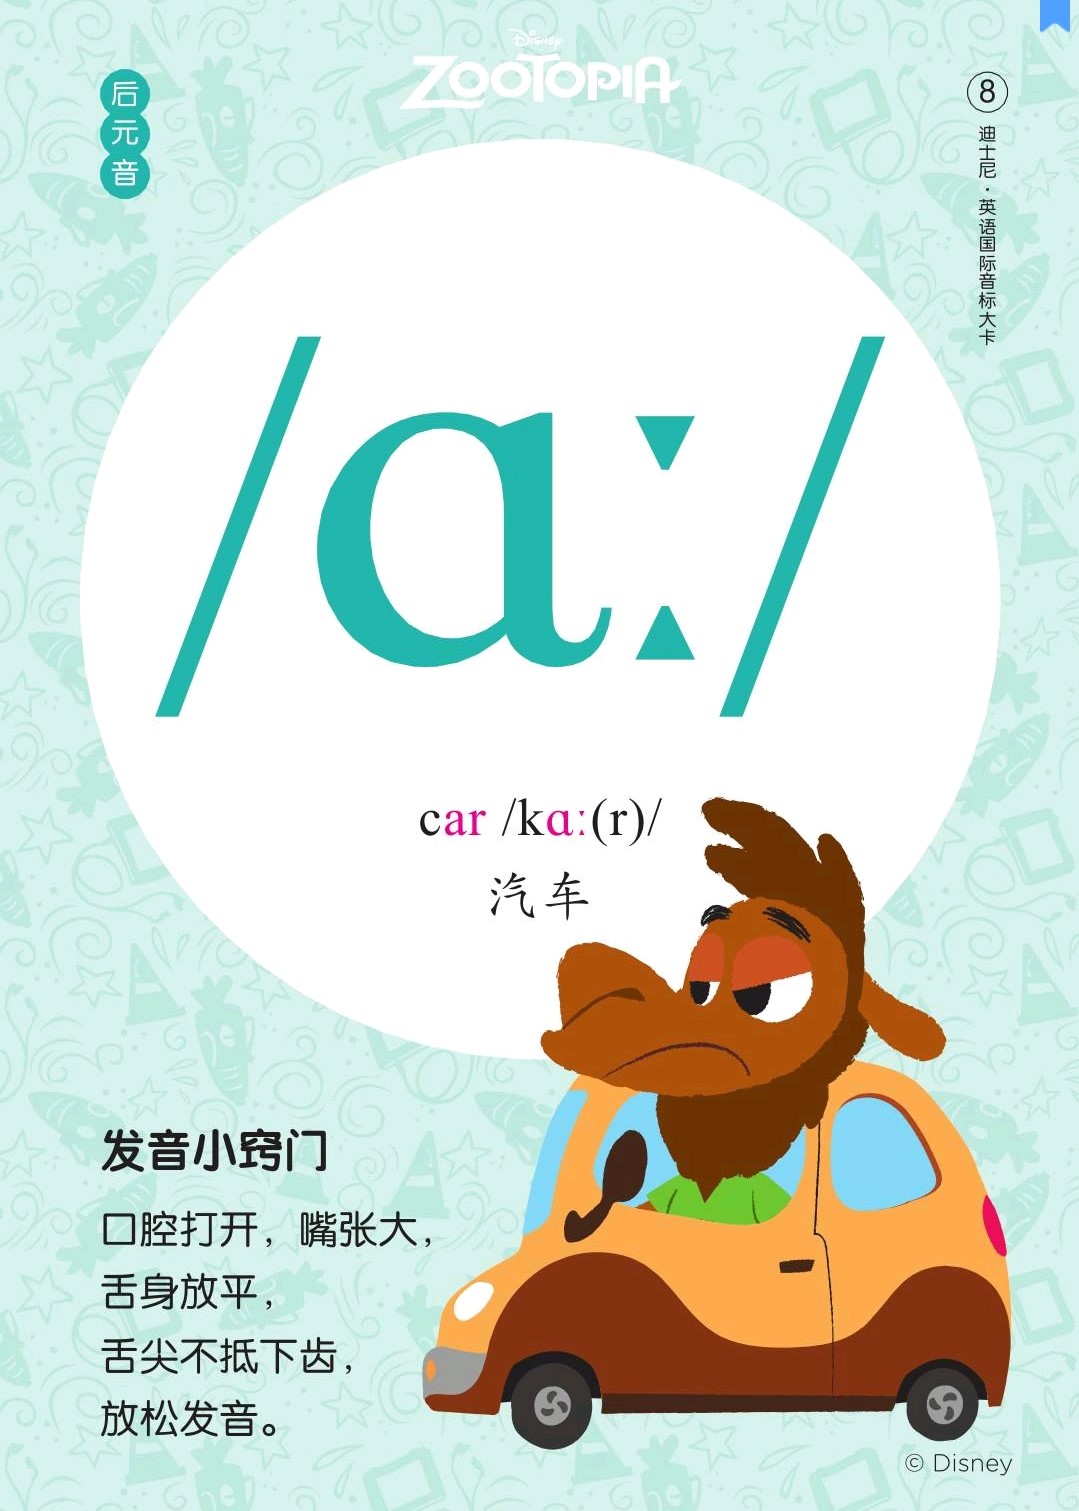 Disney
ZOOTOPIA
后元音
⑧
迪士尼·英语国际音标大卡
/ɑː/
car /kɑː(r)/
汽车
发音小窍门
口腔打开，嘴张大，
舌身放平，
舌尖不抵下齿，
放松发音。
© Disney